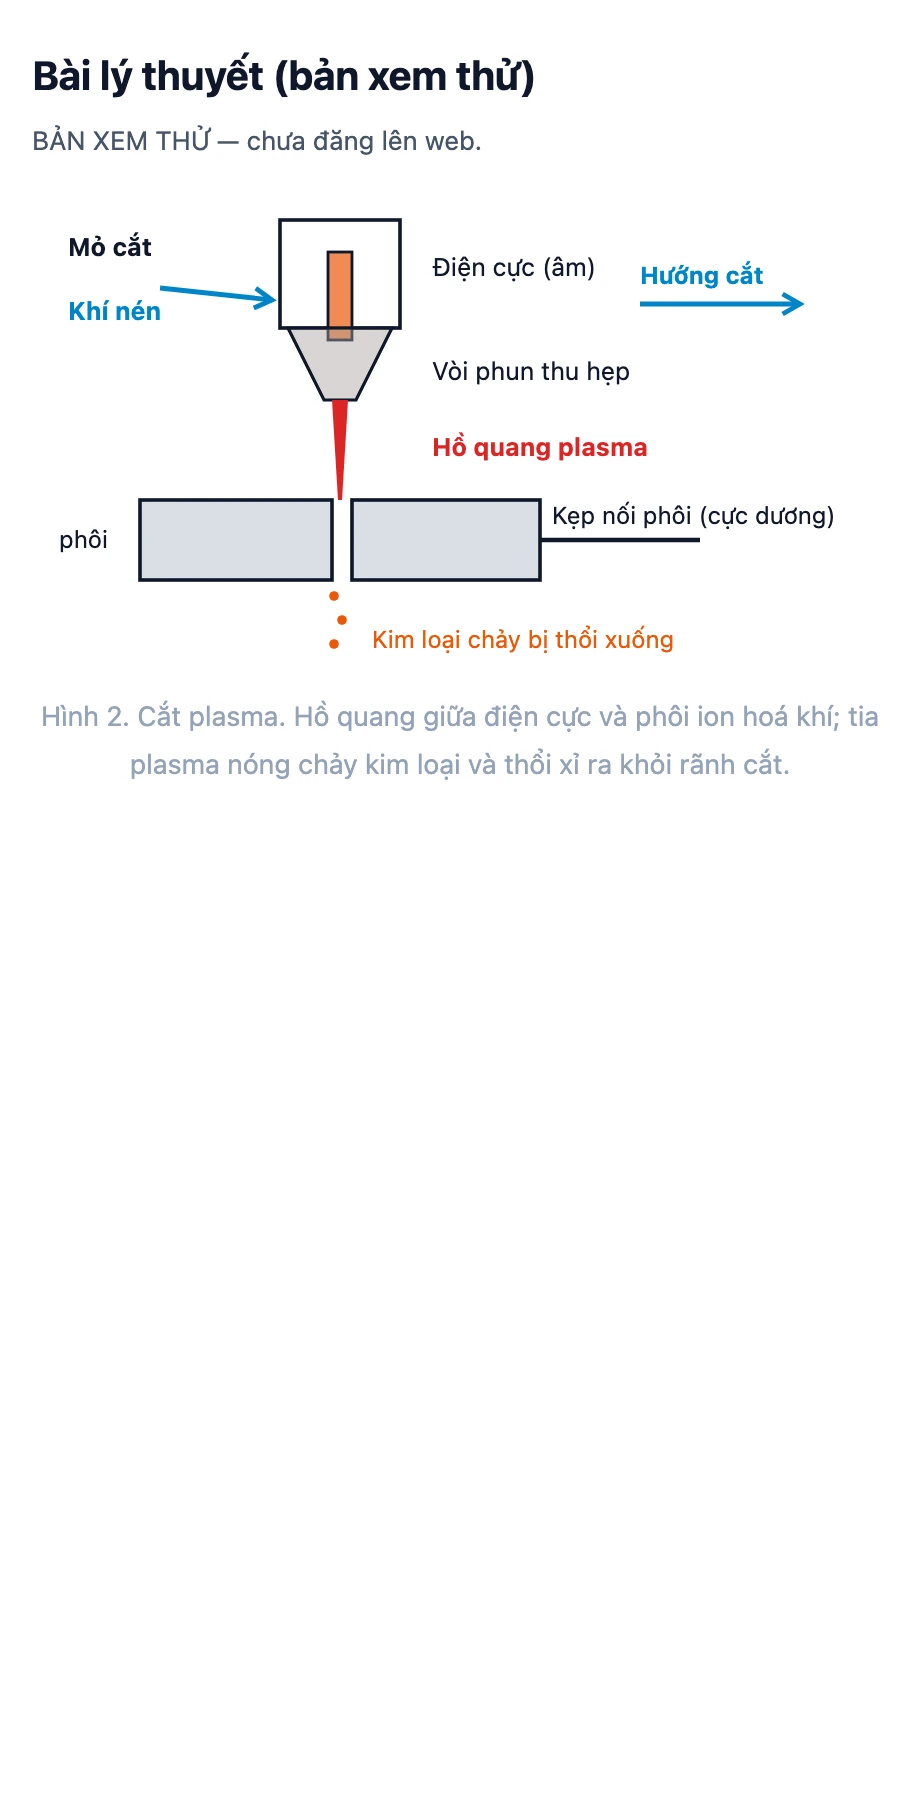 Bài lý thuyết (bản xem thử)
BẢN XEM THỬ — chưa đăng lên web.
Mỏ cắt
Điện cực (âm)
Hướng cắt
Khí nén
Vòi phun thu hẹp
Hồ quang plasma
Kẹp nối phôi (cực dương)
phôi
Kim loại chảy bị thổi xuống
Hình 2. Cắt plasma. Hồ quang giữa điện cực và phôi ion hoá khí; tia
plasma nóng chảy kim loại và thổi xỉ ra khỏi rãnh cắt.